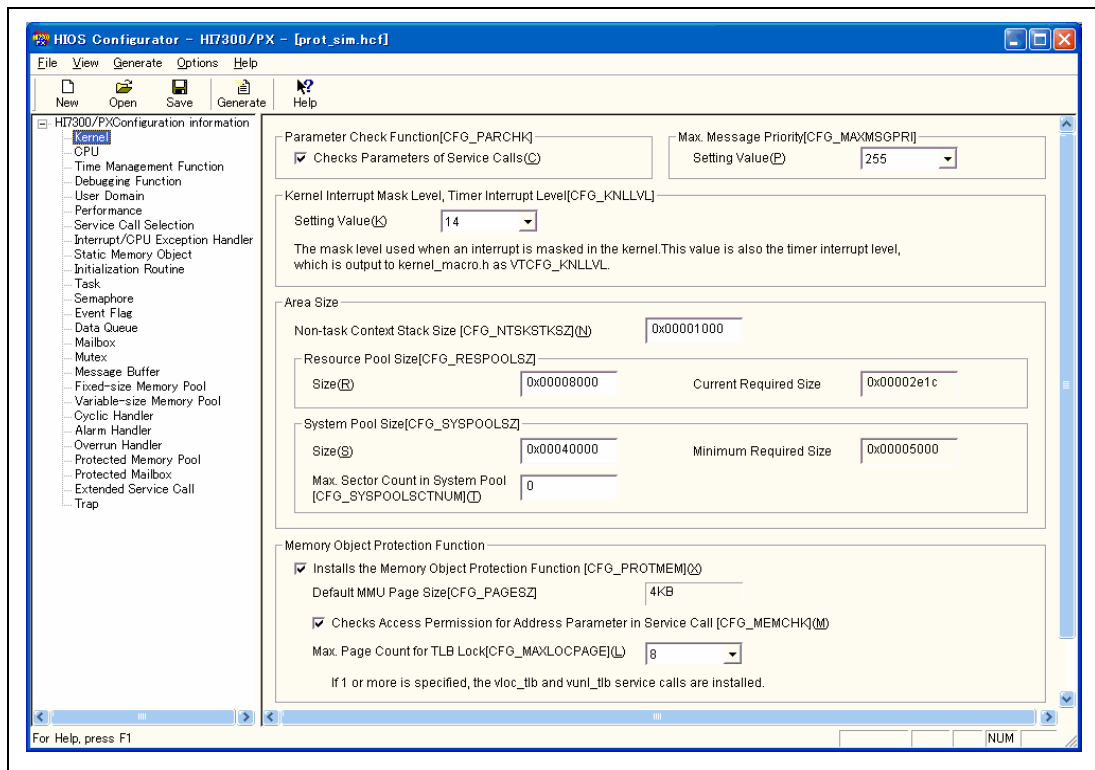 HIOS Configurator - HI7300/PX - [prot_sim.hcf]
File View Generate Options Help
New Open Save Generate Help
HI7300/PXConfiguration information
Kernel
CPU
Time Management Function
Debugging Function
User Domain
Performance
Service Call Selection
Interrupt/CPU Exception Handler
Static Memory Object
Initialization Routine
Task
Semaphore
Event Flag
Data Queue
Mailbox
Mutex
Message Buffer
Fixed-size Memory Pool
Variable-size Memory Pool
Cyclic Handler
Alarm Handler
Overrun Handler
Protected Memory Pool
Protected Mailbox
Extended Service Call
Trap
Parameter Check Function[CFG_PARCHK]
Checks Parameters of Service Calls(C)
Max. Message Priority[CFG_MAXMSGPRI]
Setting Value(P) 255
Kernel Interrupt Mask Level, Timer Interrupt Level[CFG_KNLLVL]
Setting Value(K) 14
The mask level used when an interrupt is masked in the kernel.This value is also the timer interrupt level,
which is output to kernel_macro.h as VTCFG_KNLLVL.
Area Size
Non-task Context Stack Size [CFG_NTSKSTKSZ](N) 0x00001000
Resource Pool Size[CFG_RESPOOLSZ]
Size(R) 0x00008000 Current Required Size 0x00002e1c
System Pool Size[CFG_SYSPOOLSZ]
Size(S) 0x00040000 Minimum Required Size 0x00005000
Max. Sector Count in System Pool
[CFG_SYSPOOLSCTNUM](T) 0
Memory Object Protection Function
Installs the Memory Object Protection Function [CFG_PROTMEM](X)
Default MMU Page Size[CFG_PAGESZ] 4KB
Checks Access Permission for Address Parameter in Service Call [CFG_MEMCHK](M)
Max. Page Count for TLB Lock[CFG_MAXLOCPAGE](L) 8
If 1 or more is specified, the vloc_tlb and vunl_tlb service calls are installed.
For Help, press F1
NUM